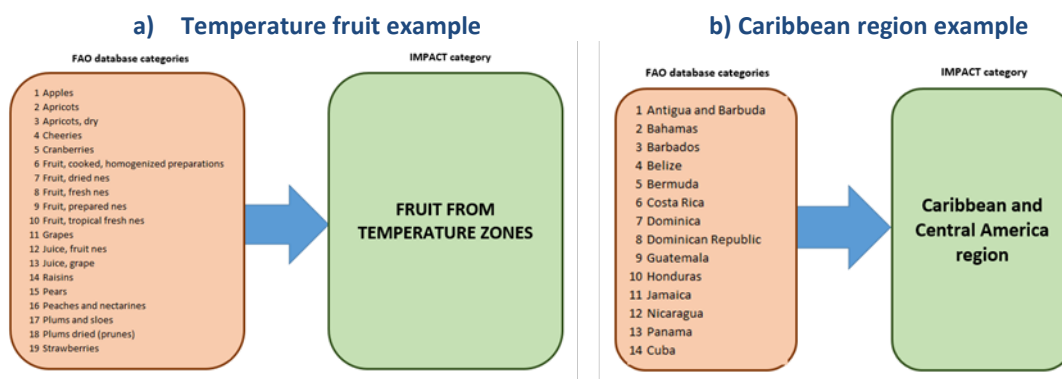 a) Temperature fruit example
FAO database categories
IMPACT category
1 Apples
2 Apricots
3 Apricots, dry
4 Cheeries
5 Cranberries
6 Fruit, cooked, homogenized preparations
7 Fruit, dried nes
8 Fruit, fresh nes
9 Fruit, prepared nes
10 Fruit, tropical fresh nes
11 Grapes
12 Juice, fruit nes
13 Juice, grape
14 Raisins
15 Pears
16 Peaches and nectarines
17 Plums and sloes
18 Plums dried (prunes)
19 Strawberries
FRUIT FROM
TEMPERATURE ZONES
b) Caribbean region example
FAO database categories
IMPACT category
1 Antigua and Barbuda
2 Bahamas
3 Barbados
4 Belize
5 Bermuda
6 Costa Rica
7 Dominica
8 Dominican Republic
9 Guatemala
10 Honduras
11 Jamaica
12 Nicaragua
13 Panama
14 Cuba
Caribbean and
Central America
region